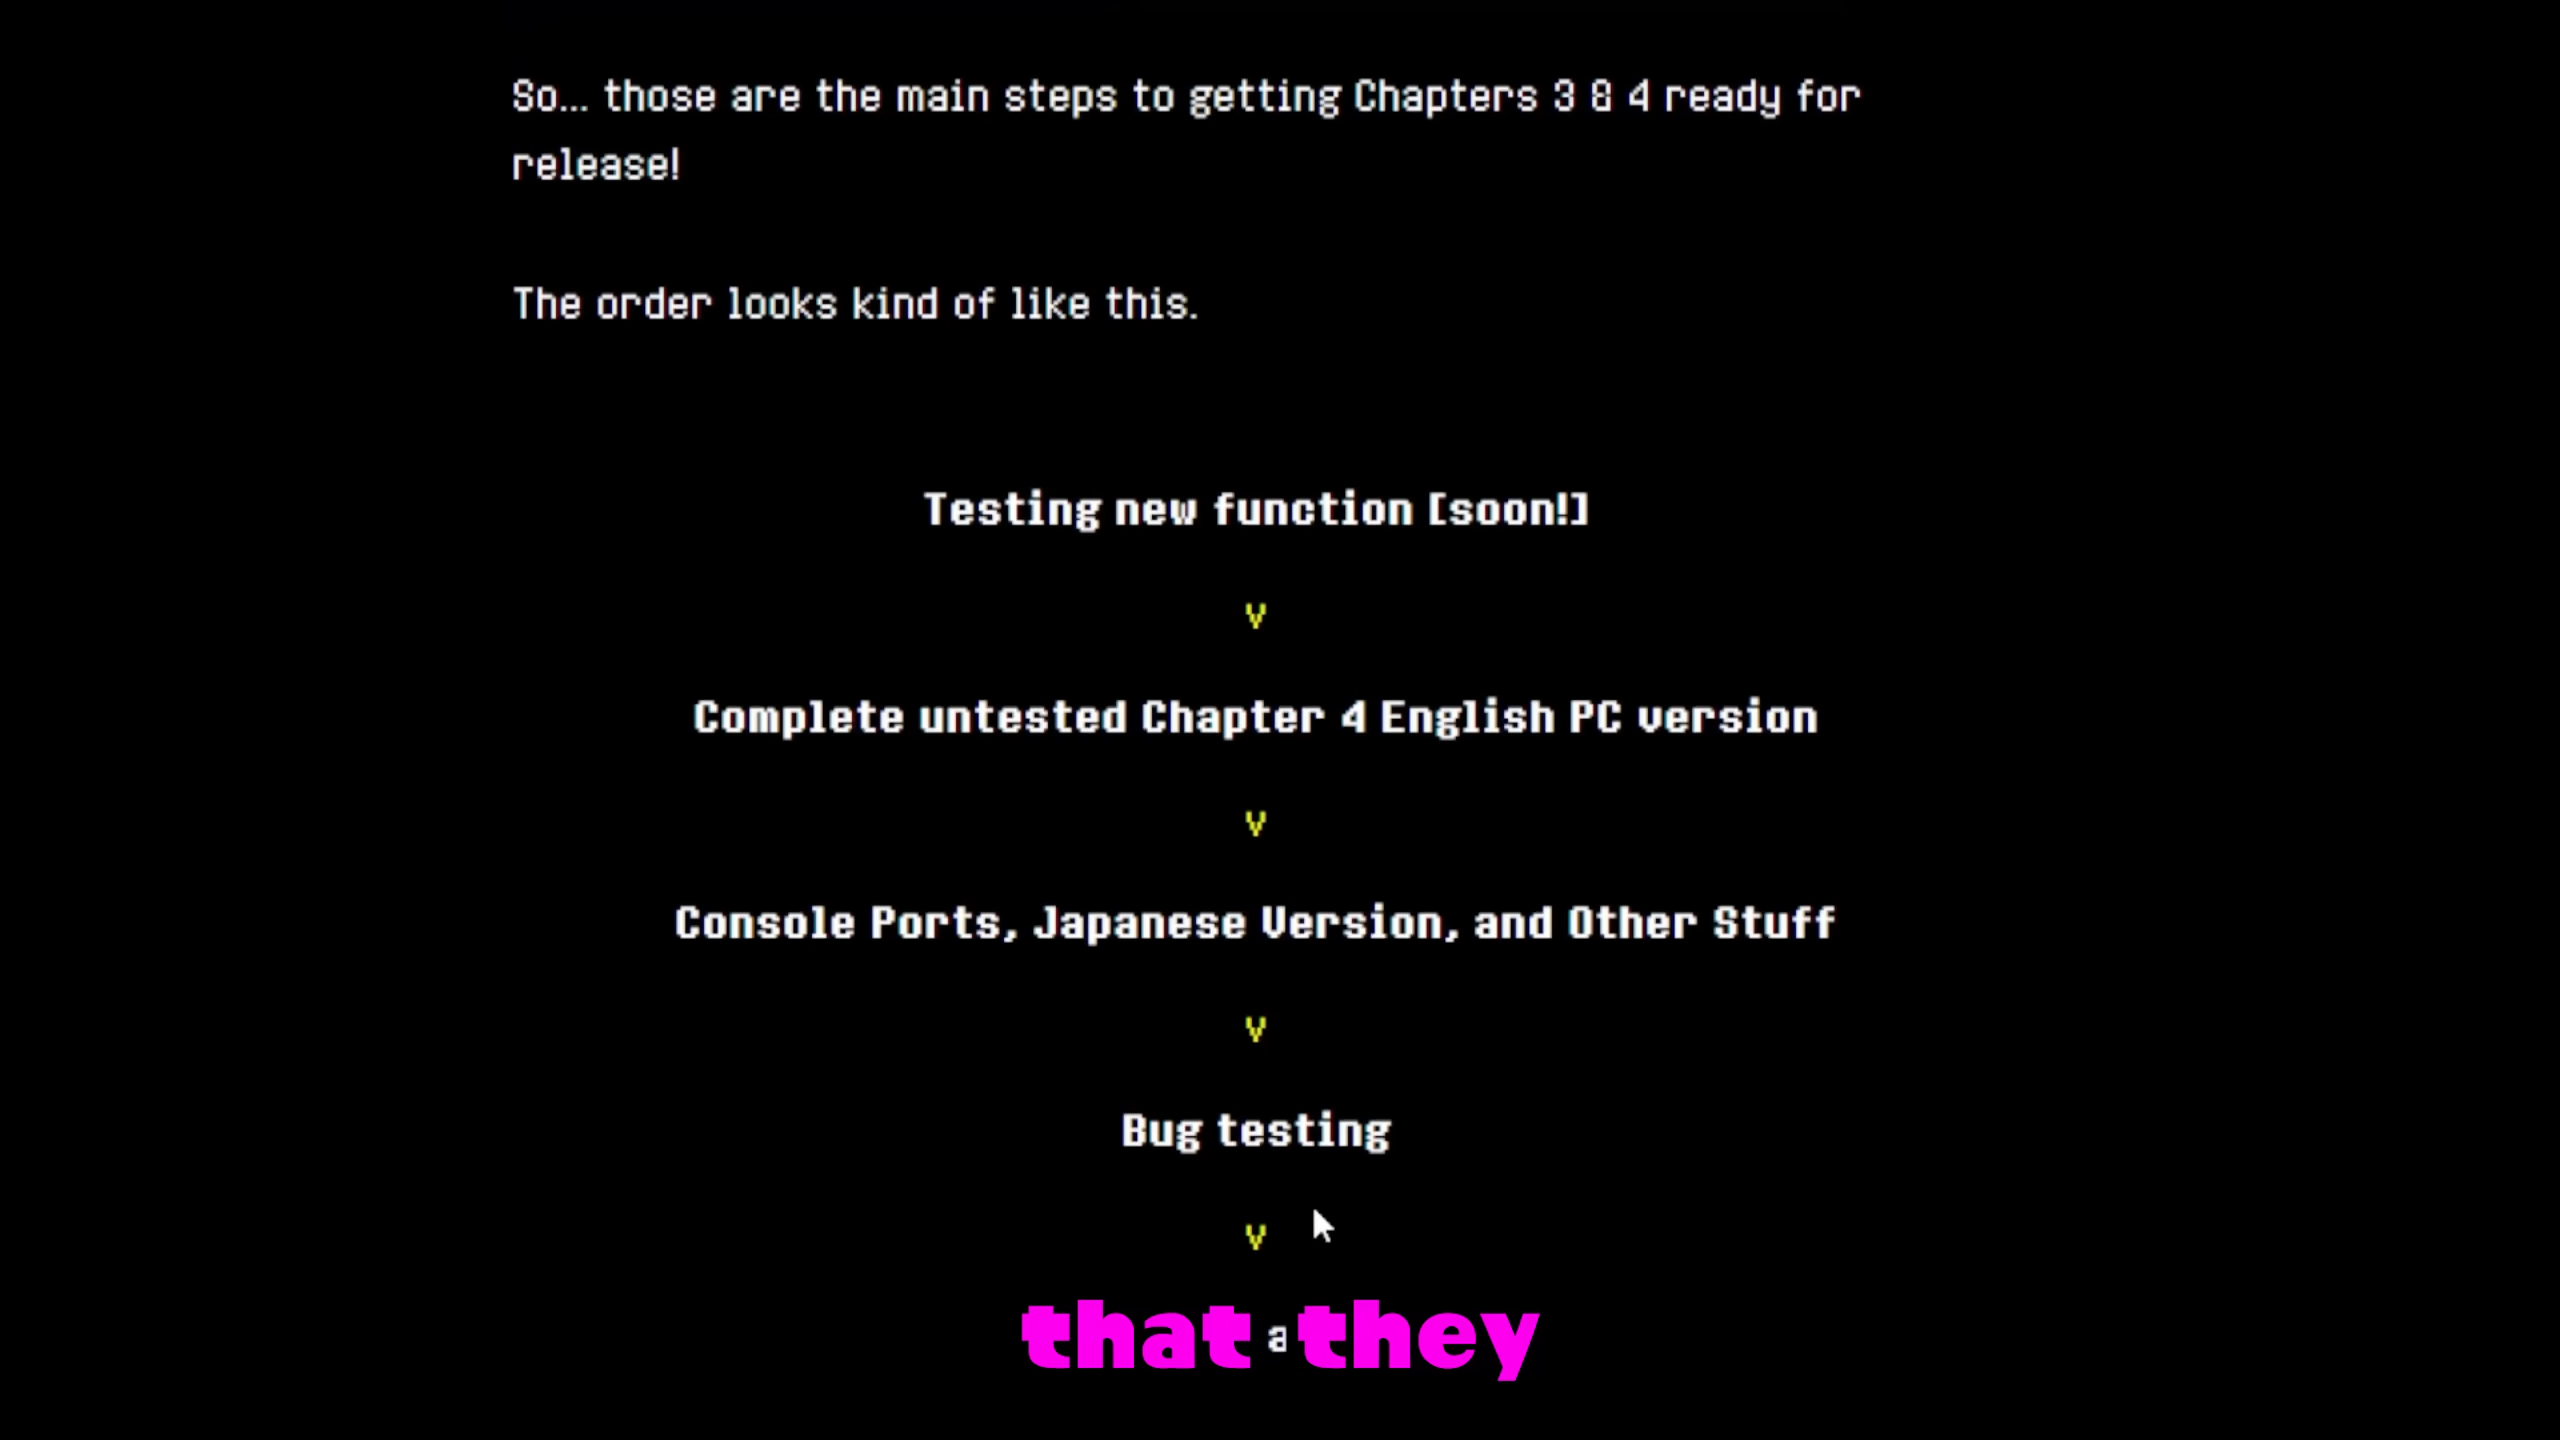 So... those are the main steps to getting Chapters 3 & 4 ready for
release!
The order looks kind of like this.
Testing new function [soon!]
v
Complete untested Chapter 4 English PC version
v
Console Ports, Japanese Version, and Other Stuff
v
Bug testing
v
that they